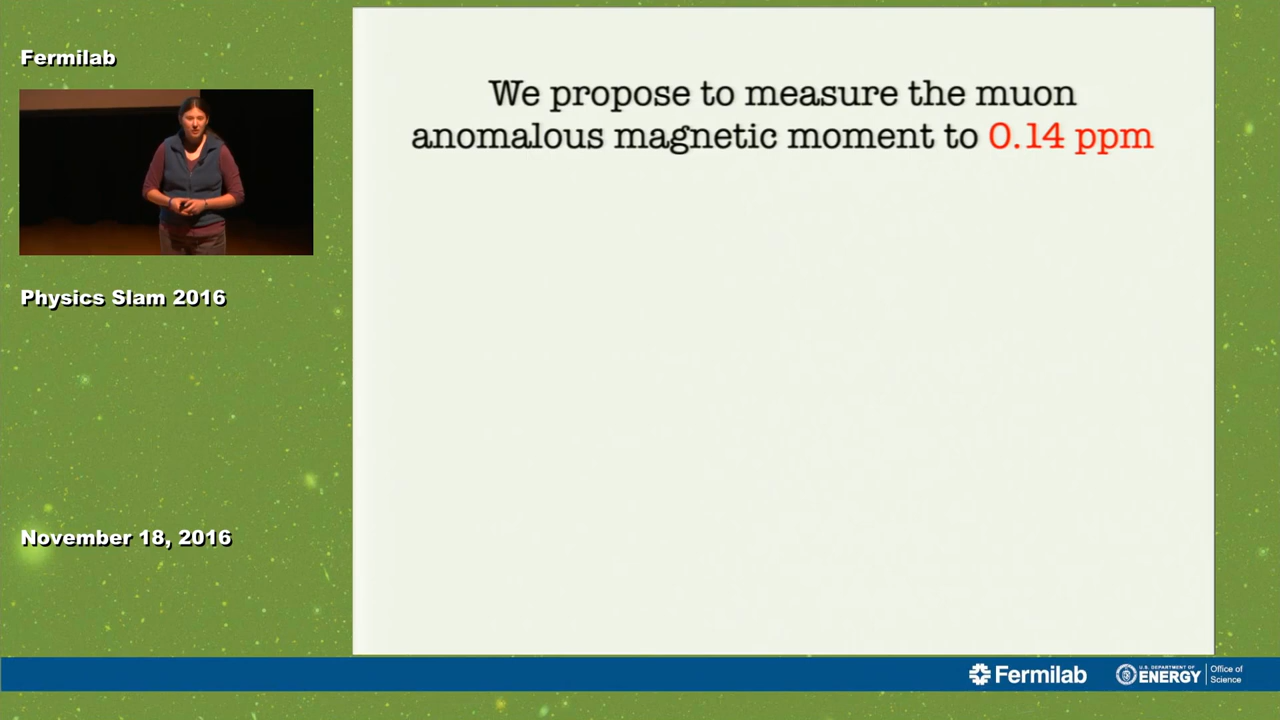 Fermilab
Physics Slam 2016
November 18, 2016
We propose to measure the muon
anomalous magnetic moment to 0.14 ppm
Fermilab
U.S. DEPARTMENT OF
ENERGY
Office of
Science